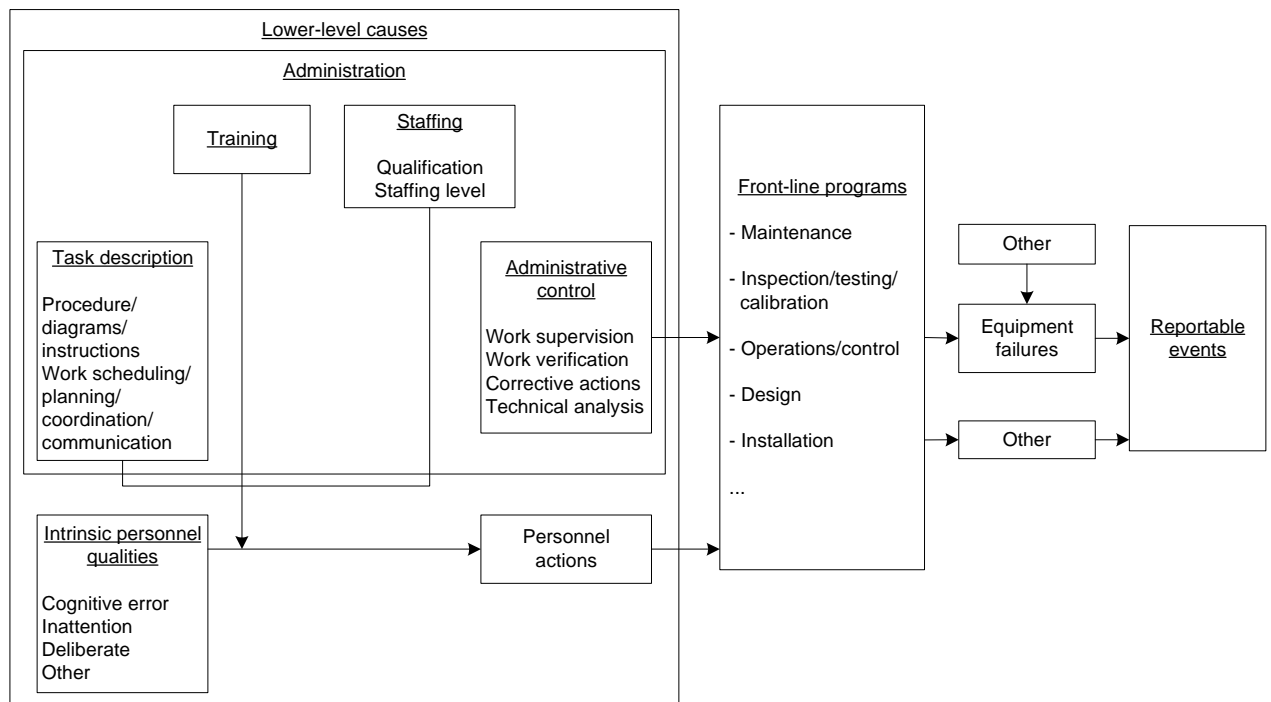 Lower-level causes
Administration
Training
Staffing
Qualification
Staffing level
Task description
Procedure/
diagrams/
instructions
Work scheduling/
planning/
coordination/
communication
Administrative
control
Work supervision
Work verification
Corrective actions
Technical analysis
Intrinsic personnel
qualities
Cognitive error
Inattention
Deliberate
Other
Personnel
actions
Front-line programs
- Maintenance
- Inspection/testing/
calibration
- Operations/control
- Design
- Installation
...
Other
Equipment
failures
Other
Reportable
events